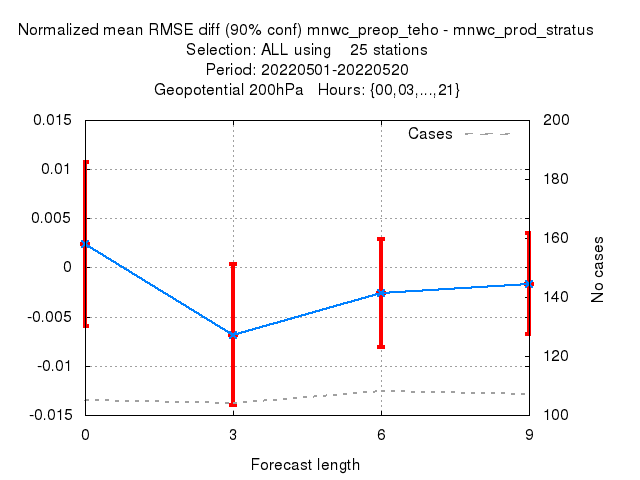 Normalized mean RMSE diff (90% conf) mnwc_preop_teho - mnwc_prod_stratus
Selection: ALL using    25 stations
Period: 20220501-20220520
Geopotential 200hPa   Hours: {00,03,...,21}
0.015
0.01
0.005
0
-0.005
-0.01
-0.015
Cases
200
180
160
140
120
100
No cases
0 3 6 9
Forecast length